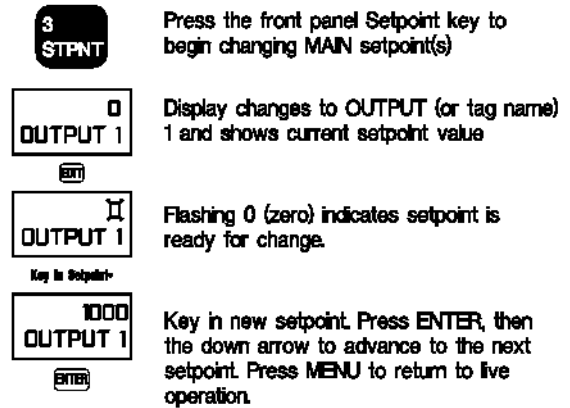 3
STPNT
Press the front panel Setpoint key to
begin changing MAIN setpoint(s)
0
OUTPUT 1
Display changes to OUTPUT (or tag name)
1 and shows current setpoint value
EDIT
OUTPUT 1
Flashing 0 (zero) indicates setpoint is
ready for change.
Key in Setpoint
1000
OUTPUT 1
Key in new setpoint. Press ENTER, then
the down arrow to advance to the next
setpoint. Press MENU to return to live
operation.
ENTER